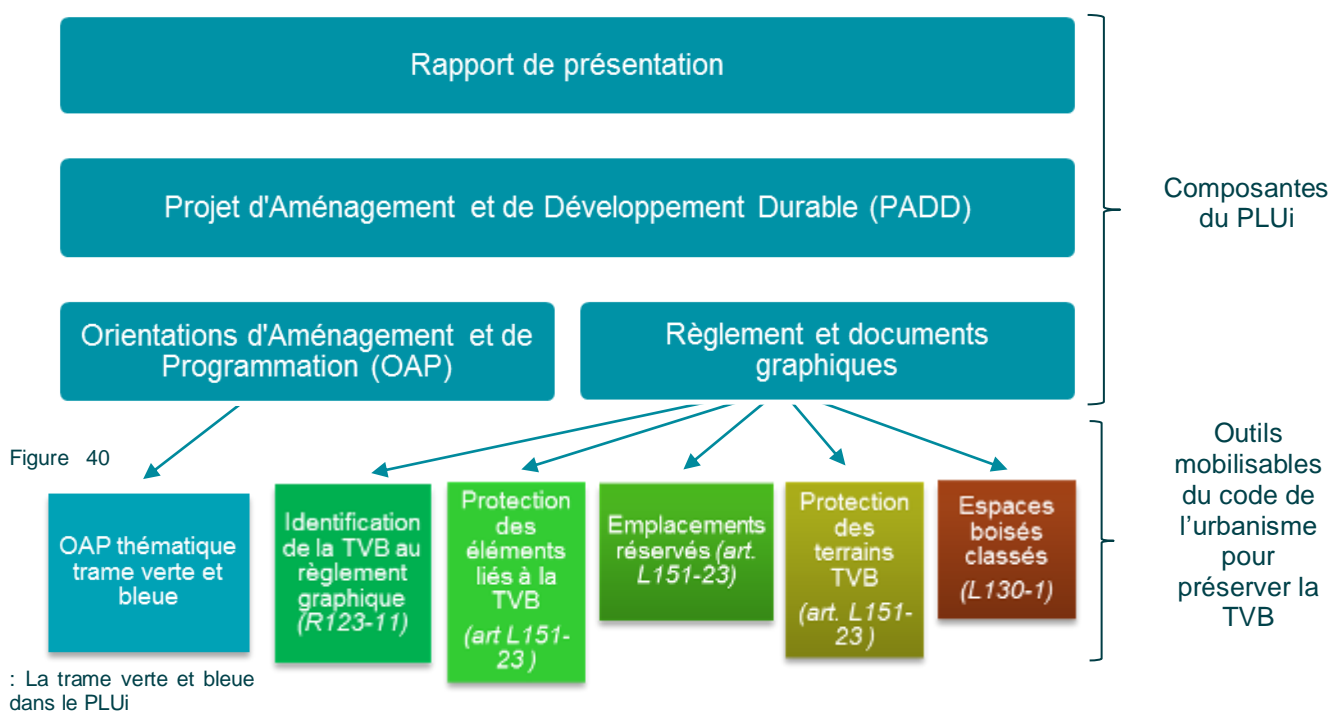 Rapport de présentation
Projet d'Aménagement et de Développement Durable (PADD)
Orientations d'Aménagement et de
Programmation (OAP)
Règlement et documents
graphiques
Composantes
du PLUi
Figure 40
OAP thématique
trame verte et
bleue
Identification
de la TVB au
règlement
graphique
(R123-11)
Protection
des
éléments
liés à la
TVB
(art L151-
23 )
Emplacements
réservés (art.
L151-23)
Protection
des
terrains
TVB
(art. L151-
23 )
Espaces
boisés
classés
(L130-1)
Outils
mobilisables
du code de
l’urbanisme
pour
préserver la
TVB
: La trame verte et bleue
dans le PLUi